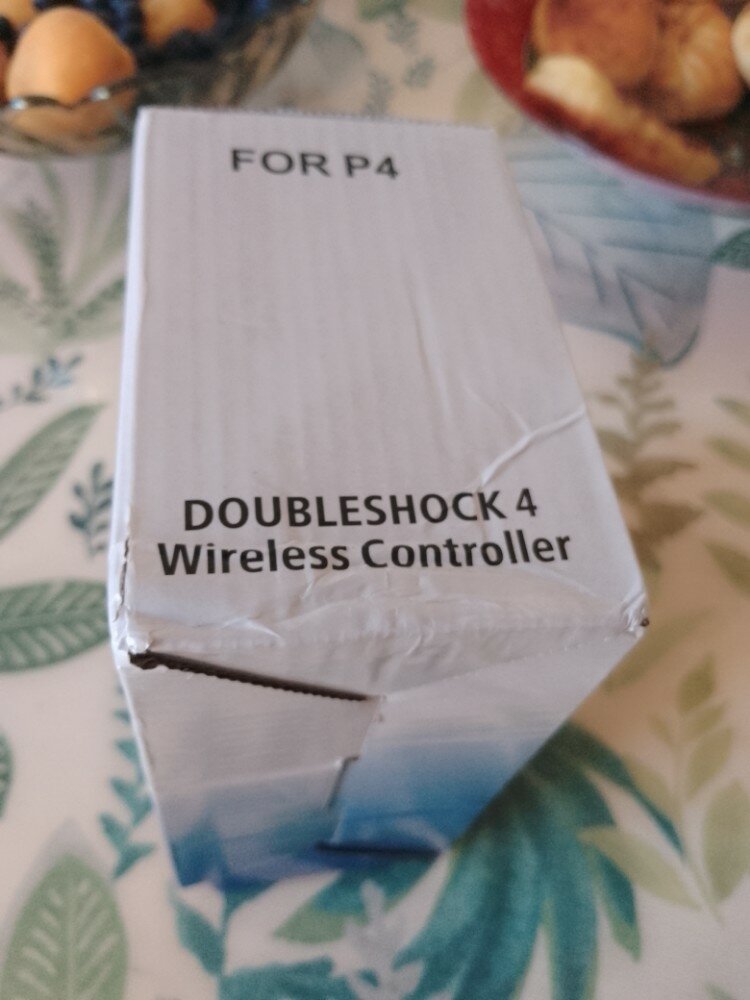 FOR P4
DOUBLESHOCK 4
Wireless Controller